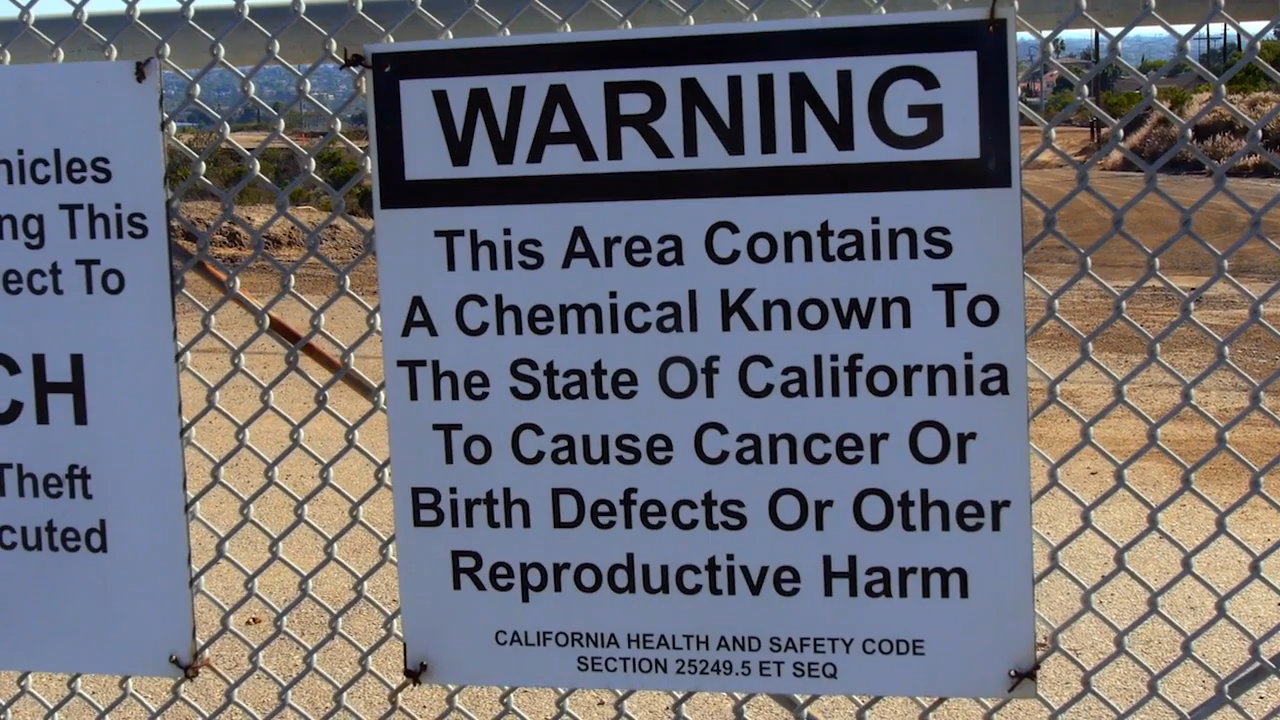 hicles
ng This
ect To
CH
Theft
cuted
WARNING
This Area Contains
A Chemical Known To
The State Of California
To Cause Cancer Or
Birth Defects Or Other
Reproductive Harm
CALIFORNIA HEALTH AND SAFETY CODE
SECTION 25249.5 ET SEQ